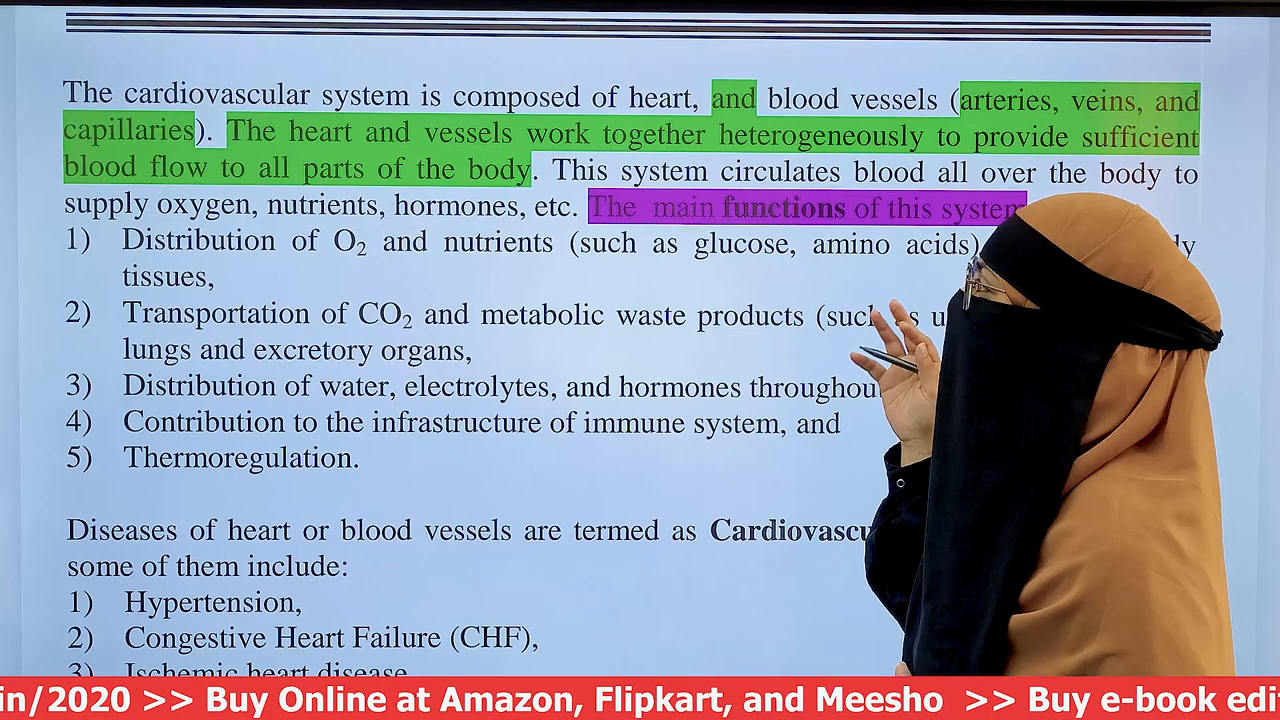 The cardiovascular system is composed of heart, and blood vessels (arteries, veins, and
capillaries). The heart and vessels work together heterogeneously to provide sufficient
blood flow to all parts of the body. This system circulates blood all over the body to
supply oxygen, nutrients, hormones, etc. The main functions of this system
1) Distribution of O₂ and nutrients (such as glucose, amino acids)
tissues,
2) Transportation of CO₂ and metabolic waste products (such as
lungs and excretory organs,
3) Distribution of water, electrolytes, and hormones
4) Contribution to the infrastructure of immune system, and
5) Thermoregulation.
Diseases of heart or blood vessels are termed as
some of them include:
1) Hypertension,
2) Congestive Heart Failure (CHF),
3) Ischemic heart disease
in/2020 >> Buy Online at Amazon, Flipkart, and Meesho >> Buy e-book